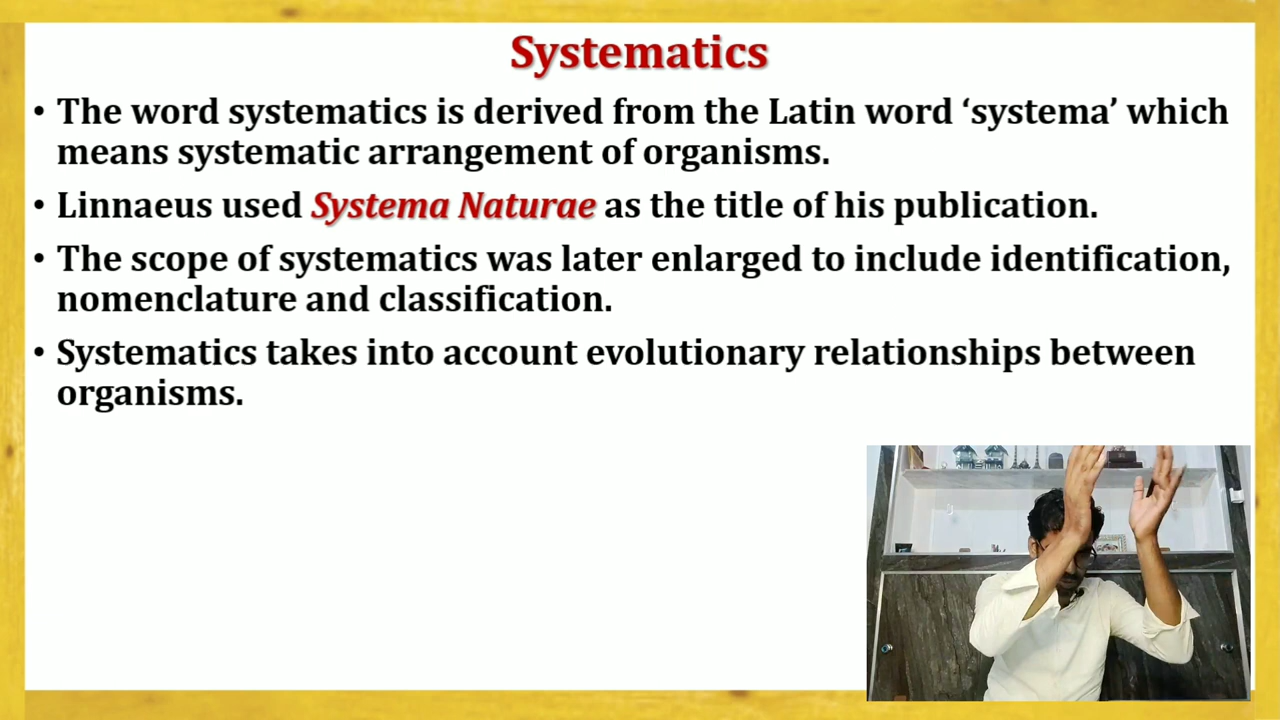 Systematics
• The word systematics is derived from the Latin word ‘systema’ which
means systematic arrangement of organisms.
• Linnaeus used Systema Naturae as the title of his publication.
• The scope of systematics was later enlarged to include identification,
nomenclature and classification.
• Systematics takes into account evolutionary relationships between
organisms.